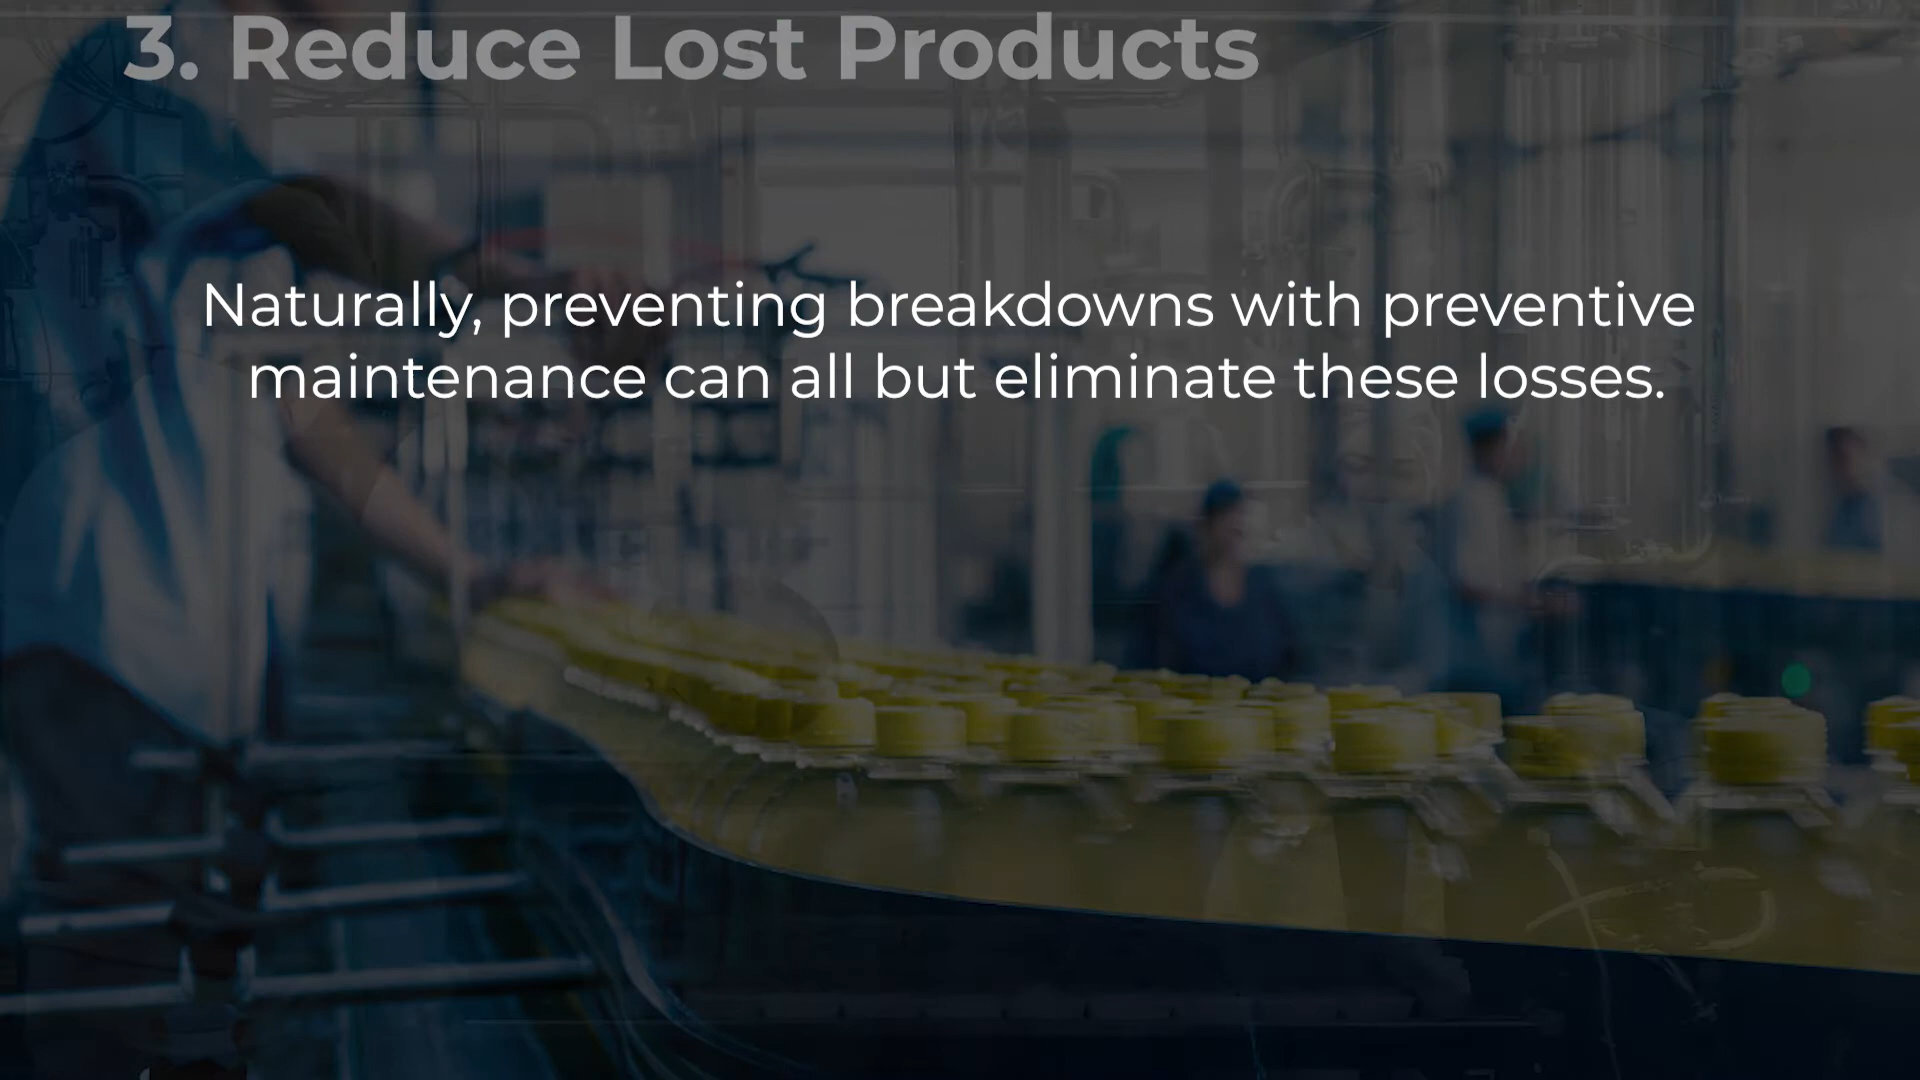 3. Reduce Lost Products
Naturally, preventing breakdowns with preventive
maintenance can all but eliminate these losses.